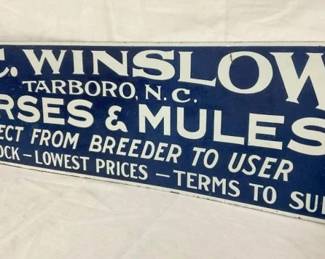 C. WINSLOW
TARBORO, N.C.
RSES & MULES
ECT FROM BREEDER TO USER
OCK – LOWEST PRICES – TERMS TO SU